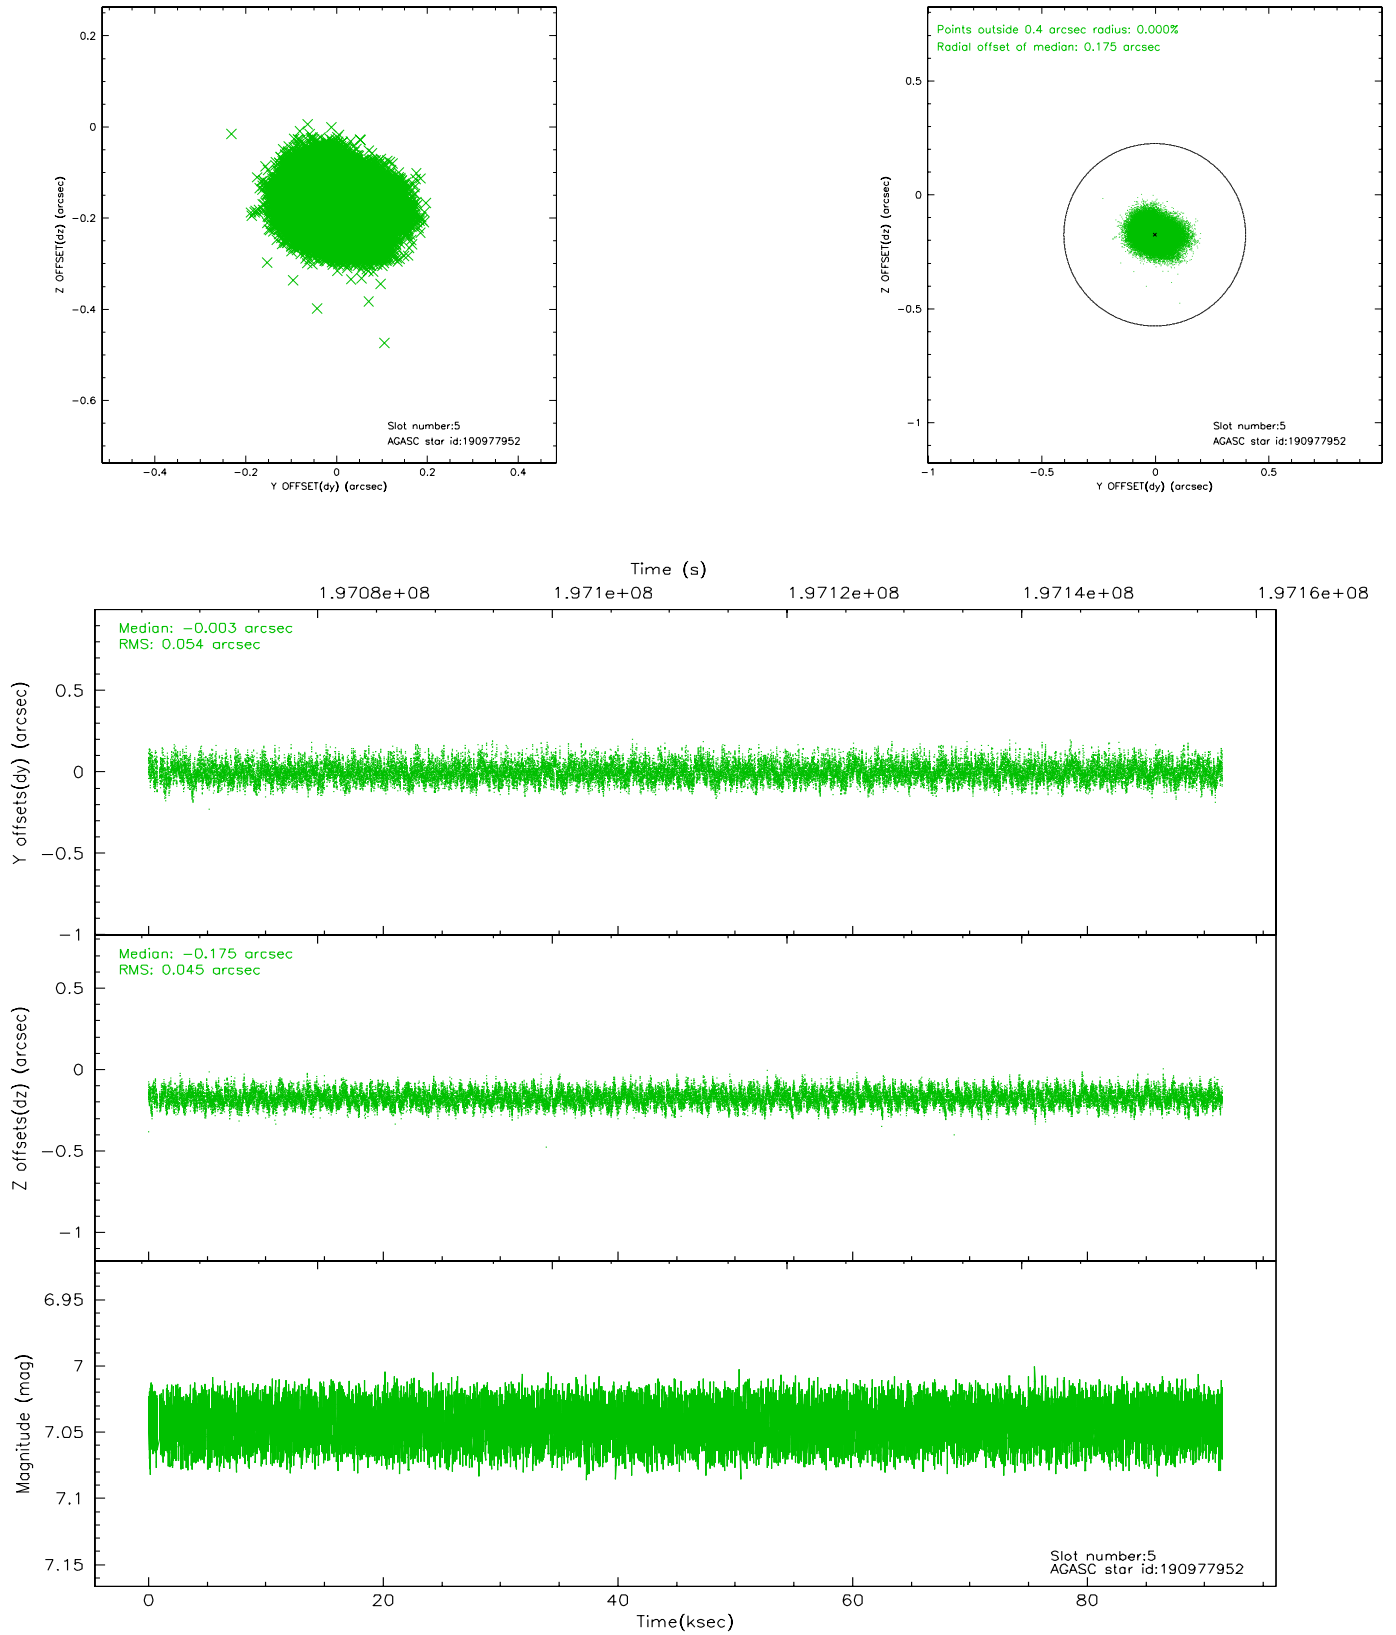 0.2
0
−0.2
−0.4
−0.6
Z OFFSET(dz) (arcsec)
Slot number:5
AGASC star id:190977952
−0.4 −0.2 0 0.2 0.4
Y OFFSET(dy) (arcsec)
Points outside 0.4 arcsec radius: 0.000%
Radial offset of median: 0.175 arcsec
0.5
0
−0.5
−1
Z OFFSET(dz) (arcsec)
Slot number:5
AGASC star id:190977952
−1 −0.5 0 0.5
Y OFFSET(dy) (arcsec)
Time (s)
1.9708e+08 1.971e+08 1.9712e+08 1.9714e+08 1.9716e+08
Median: −0.003 arcsec
RMS: 0.054 arcsec
0.5
0
−0.5
−1
Y offsets(dy) (arcsec)
Median: −0.175 arcsec
RMS: 0.045 arcsec
0.5
0
−0.5
−1
Z offsets(dz) (arcsec)
6.95
7
7.05
7.1
7.15
Magnitude (mag)
Slot number:5
AGASC star id:190977952
0 20 40 60 80
Time(ksec)